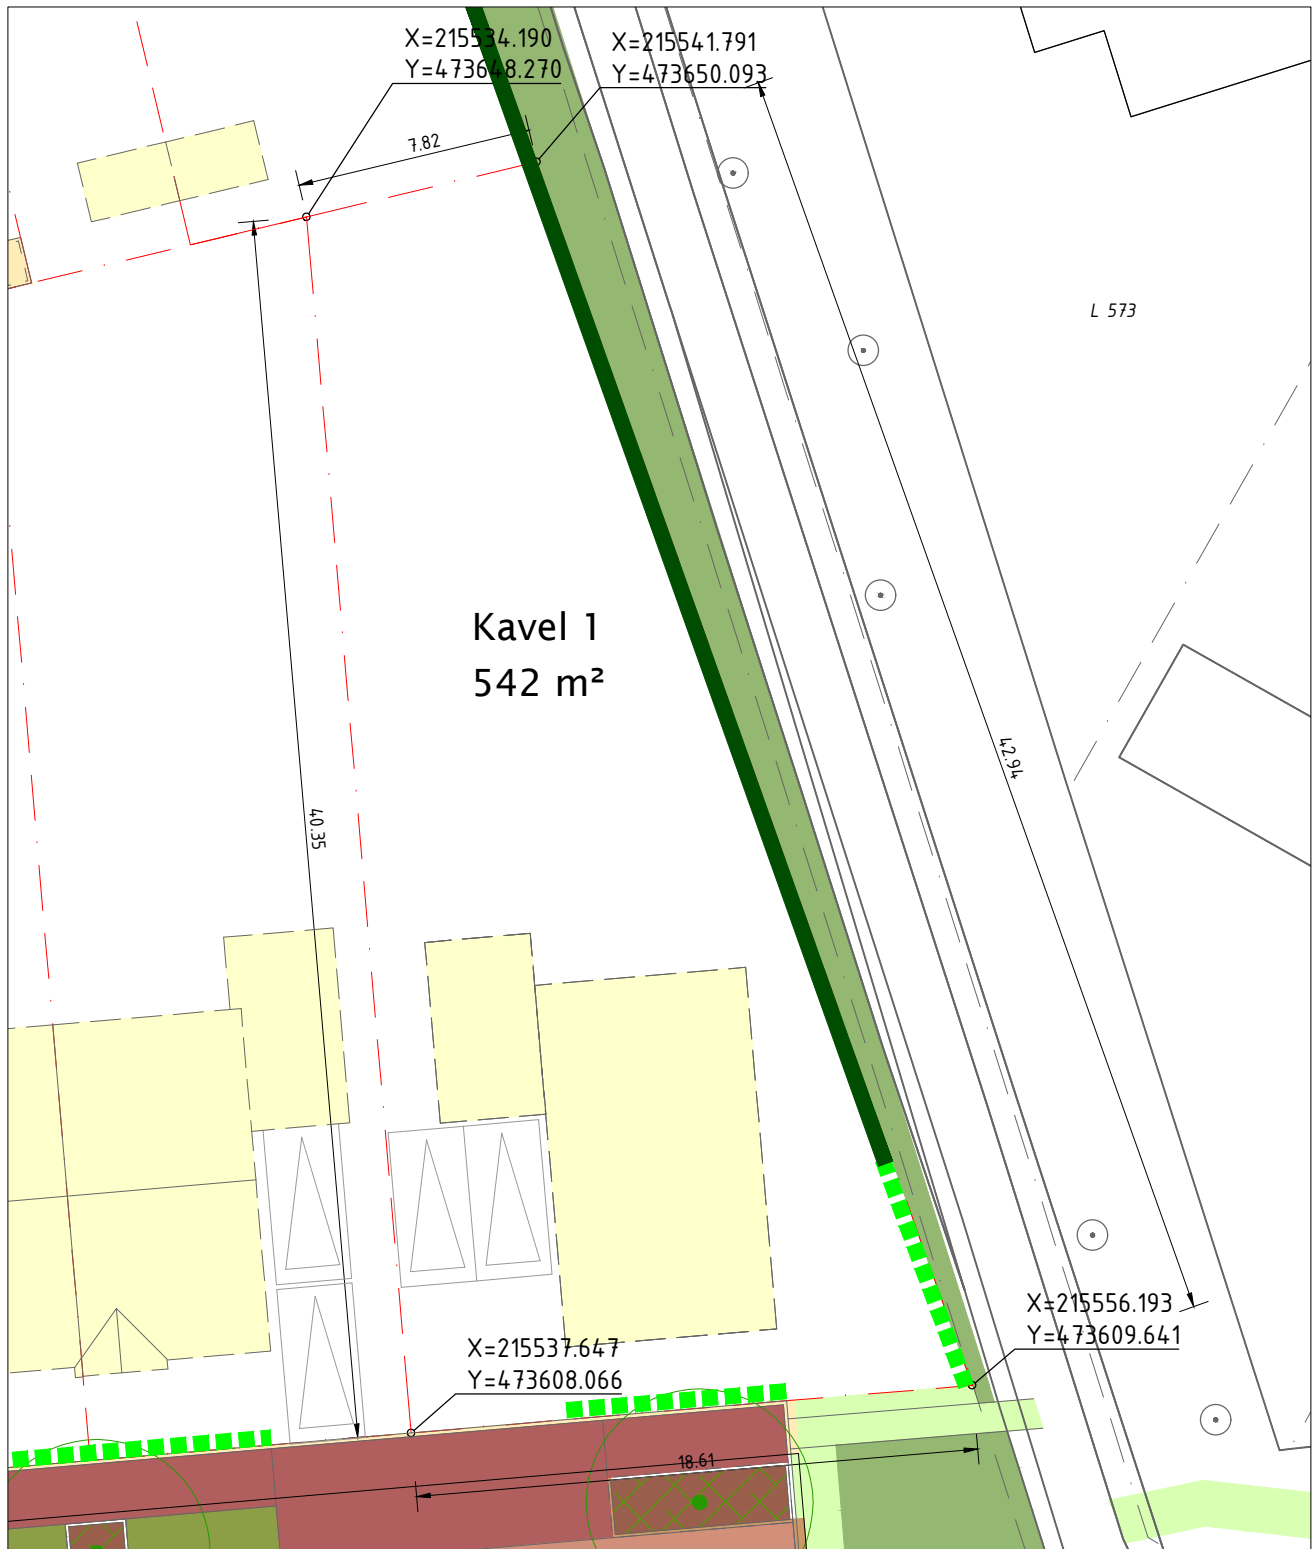 X=215534.190
Y=473648.270
X=215541.791
Y=473650.093
7.82
L 573
Kavel 1
542 m²
42.94
40.35
X=215556.193
Y=473609.641
X=215537.647
Y=473608.066
18.61